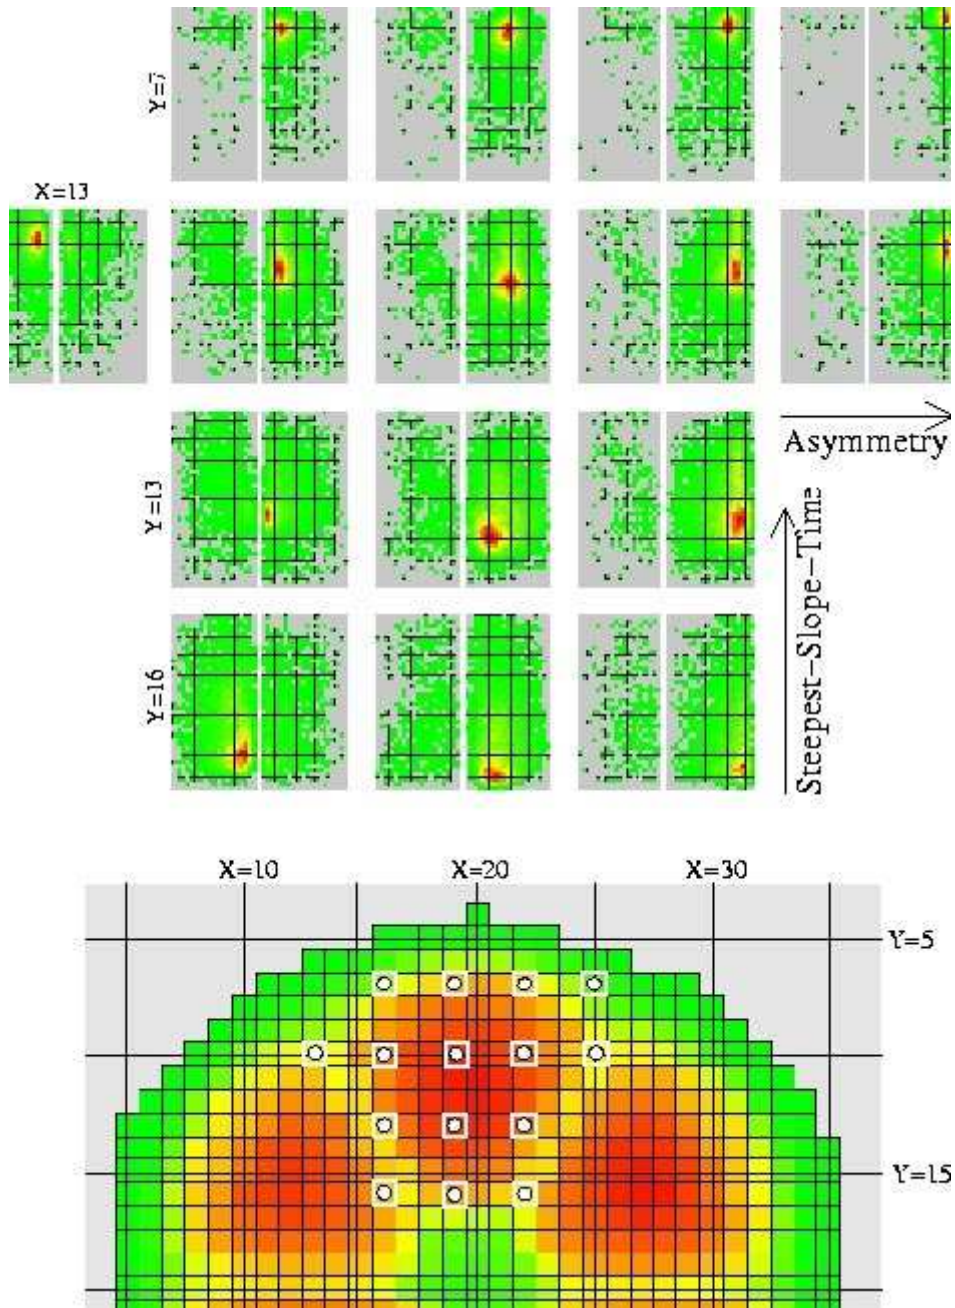 Y=7
X=13
Asymmetry
Y=13
Steepest-Slope-Time
Y=16
X=10 X=20 X=30
Y=5
Y=15